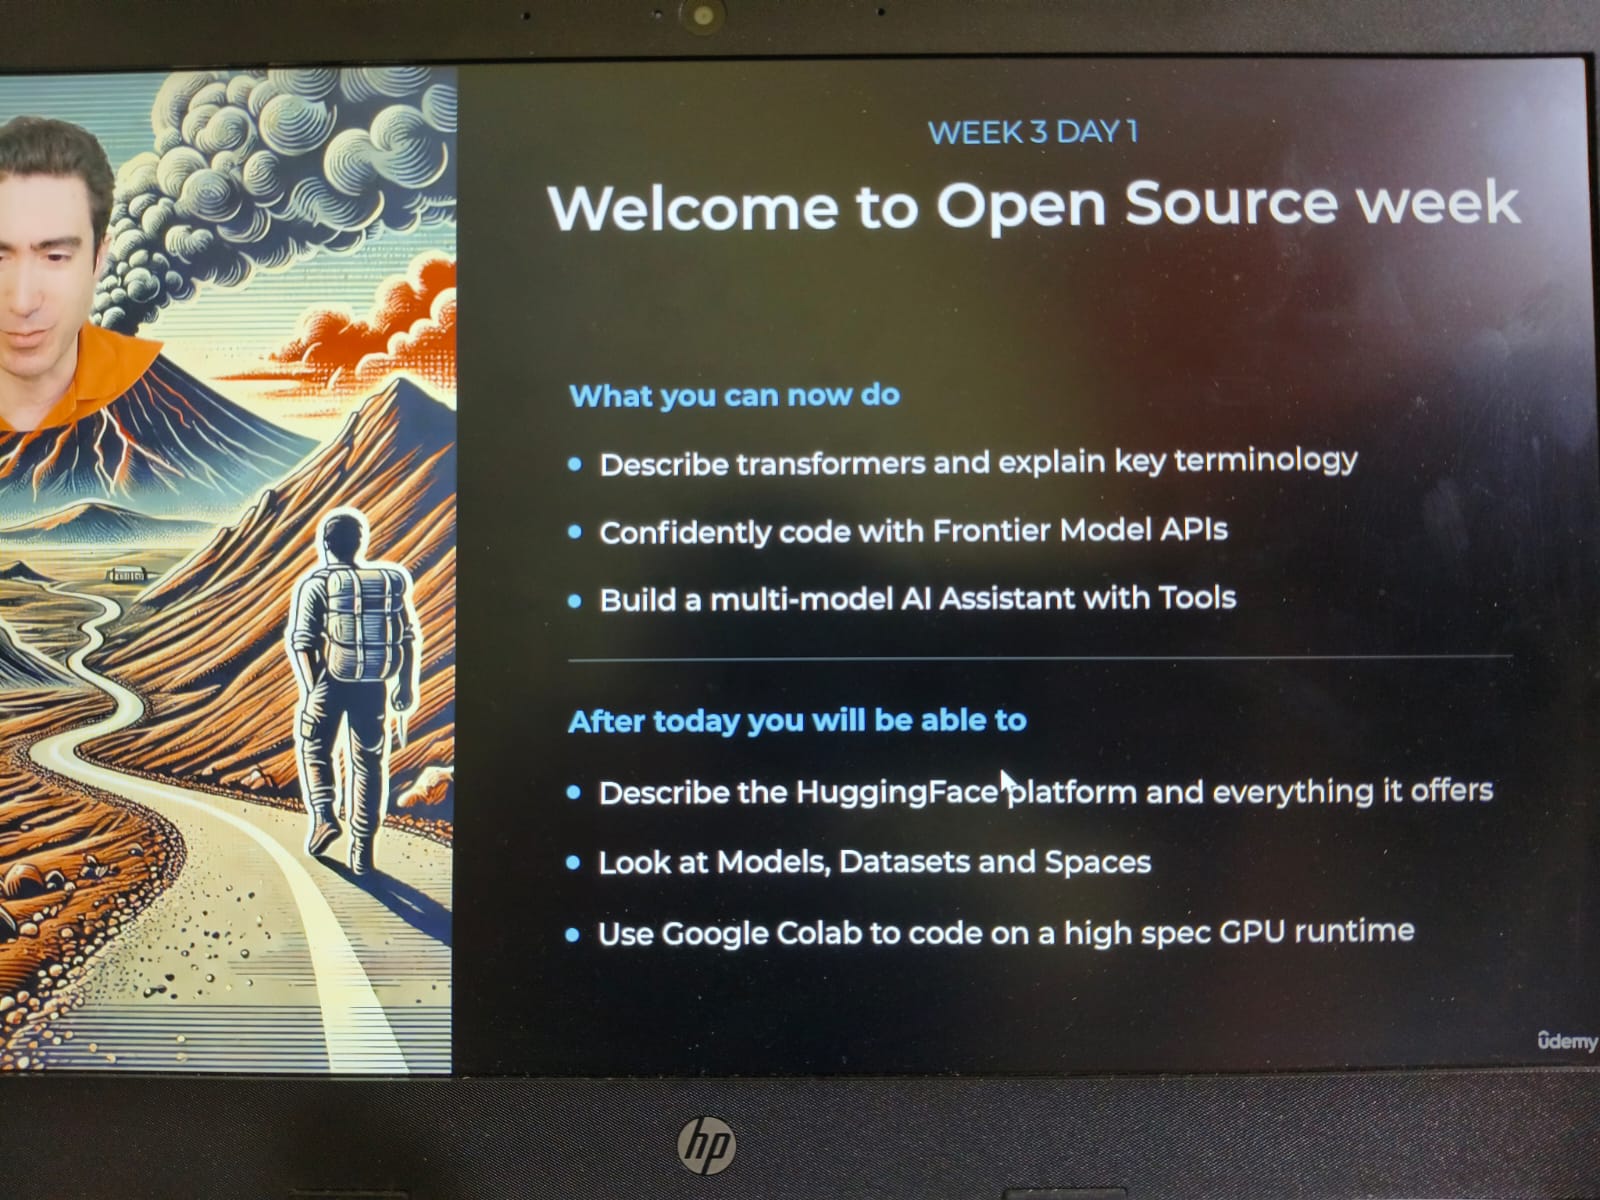 WEEK 3 DAY 1
Welcome to Open Source week
What you can now do
Describe transformers and explain key terminology
Confidently code with Frontier Model APIs
Build a multi-model AI Assistant with Tools
After today you will be able to
Describe the HuggingFace platform and everything it offers
Look at Models, Datasets and Spaces
Use Google Colab to code on a high spec GPU runtime
ûdemy
hp